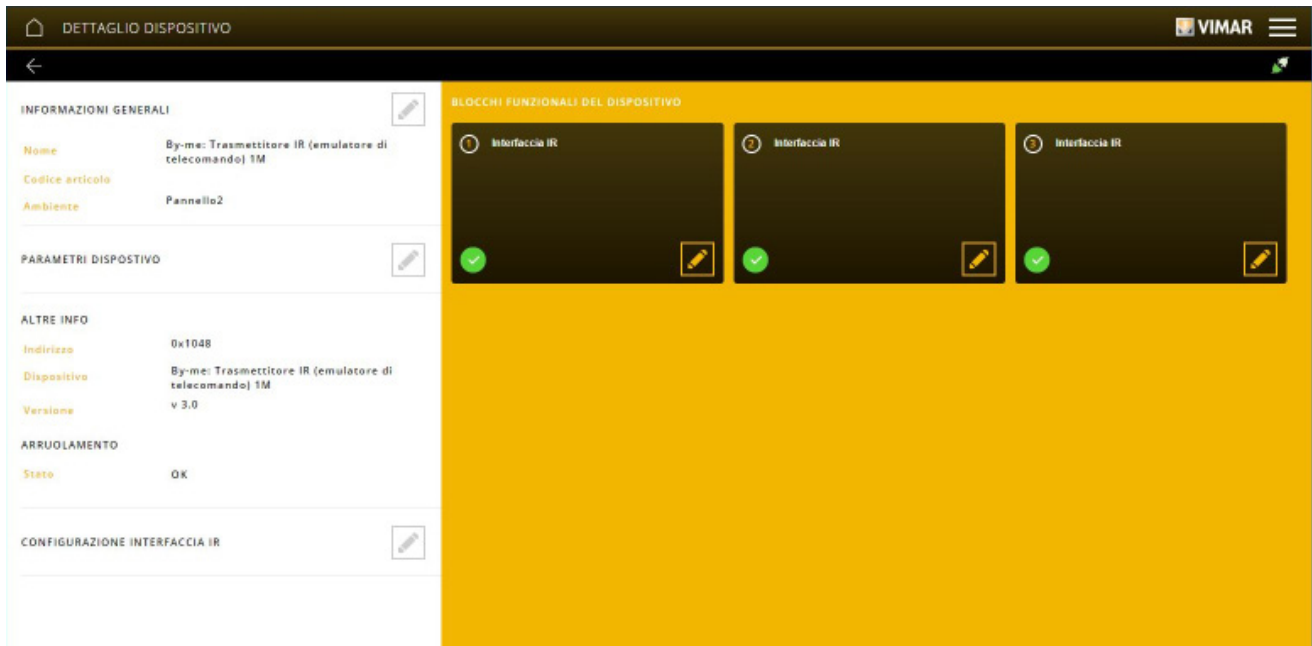 DETTAGLIO DISPOSITIVO
VIMAR
INFORMAZIONI GENERALI
Nome
By-me: Trasmettitore IR (emulatore di
telecomando) 1M
Codice articolo
Ambiente
Pannello2
PARAMETRI DISPOSTIVO
ALTRE INFO
Indirizzo
0x1048
Dispositivo
By-me: Trasmettitore IR (emulatore di
telecomando) 1M
Versione
v 3.0
ARRUOLAMENTO
Stato
OK
CONFIGURAZIONE INTERFACCIA IR
BLOCCHI FUNZIONALI DEL DISPOSITIVO
1 Interfaccia IR
2 Interfaccia IR
3 Interfaccia IR